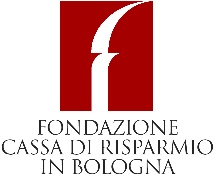 FONDAZIONE
CASSA DI RISPARMIO
IN BOLOGNA